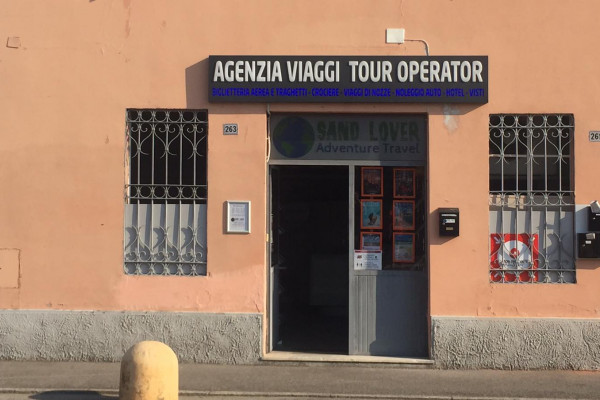 AGENZIA VIAGGI TOUR OPERATOR
BIGLIETTERIA AEREA E TRAGHETTI - CROCIERE - VIAGGI DI NOZZE - NOLEGGIO AUTO - HOTEL - VISTI
263
SAND LOVER
Adventure Travel